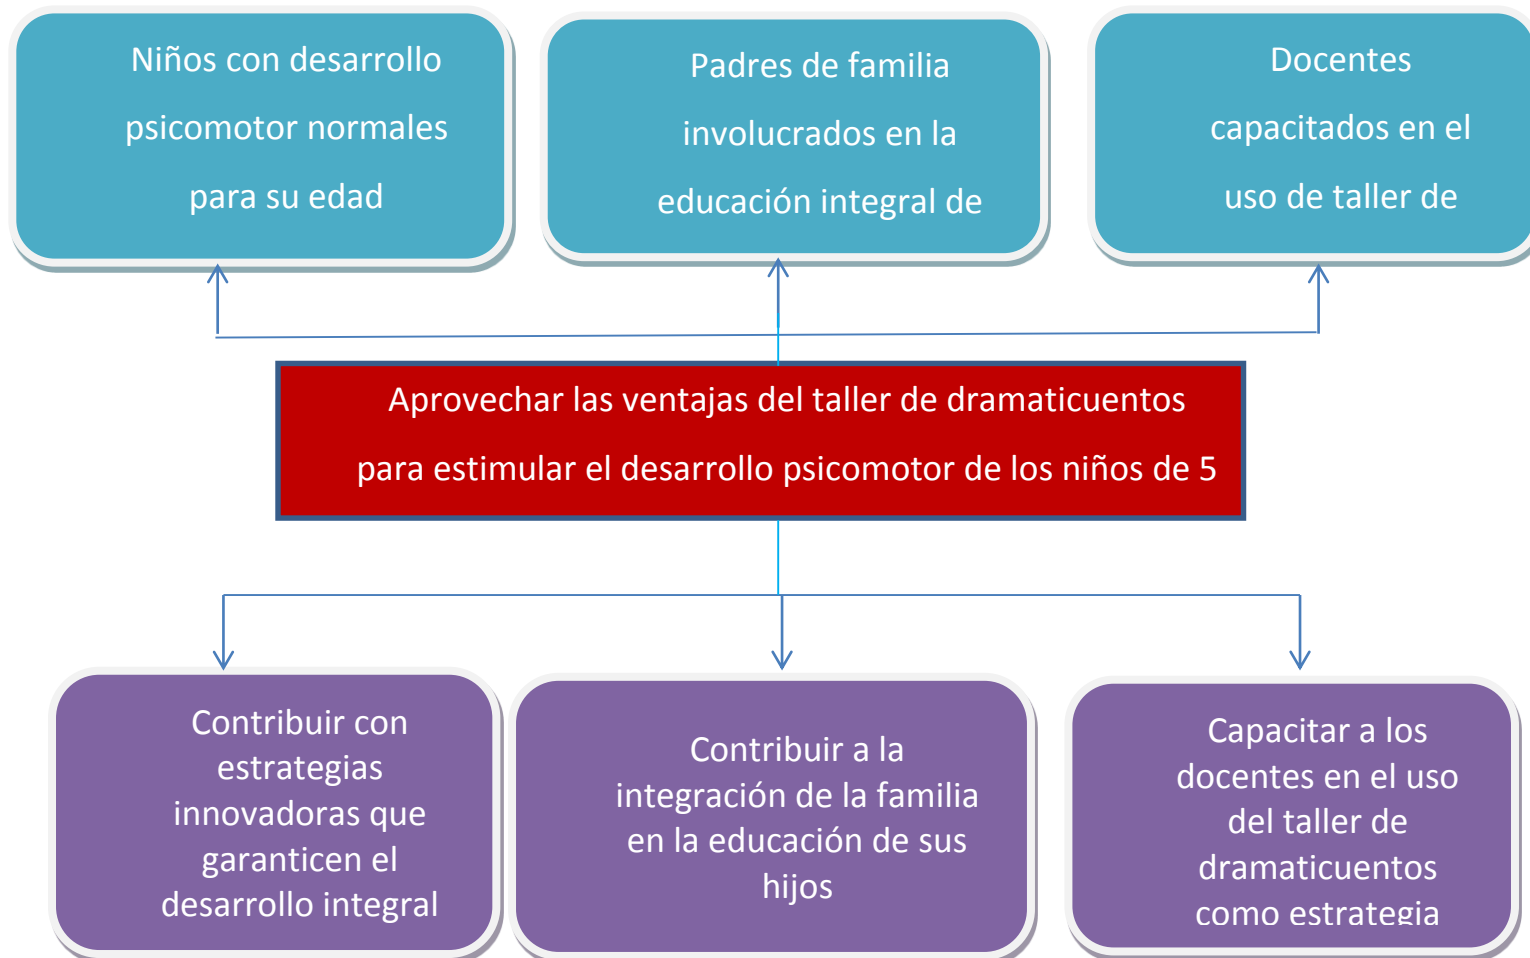 Niños con desarrollo
psicomotor normales
para su edad
Padres de familia
involucrados en la
educación integral de
Docentes
capacitados en el
uso de taller de
Aprovechar las ventajas del taller de dramaticuentos
para estimular el desarrollo psicomotor de los niños de 5
Contribuir con
estrategias
innovadoras que
garanticen el
desarrollo integral
Contribuir a la
integración de la familia
en la educación de sus
hijos
Capacitar a los
docentes en el uso
del taller de
dramaticuentos
como estrategia